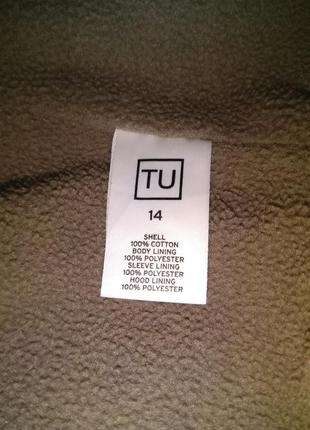 TU
14
SHELL
100% COTTON
BODY LINING
100% POLYESTER
SLEEVE LINING
100% POLYESTER
HOOD LINING
100% POLYESTER